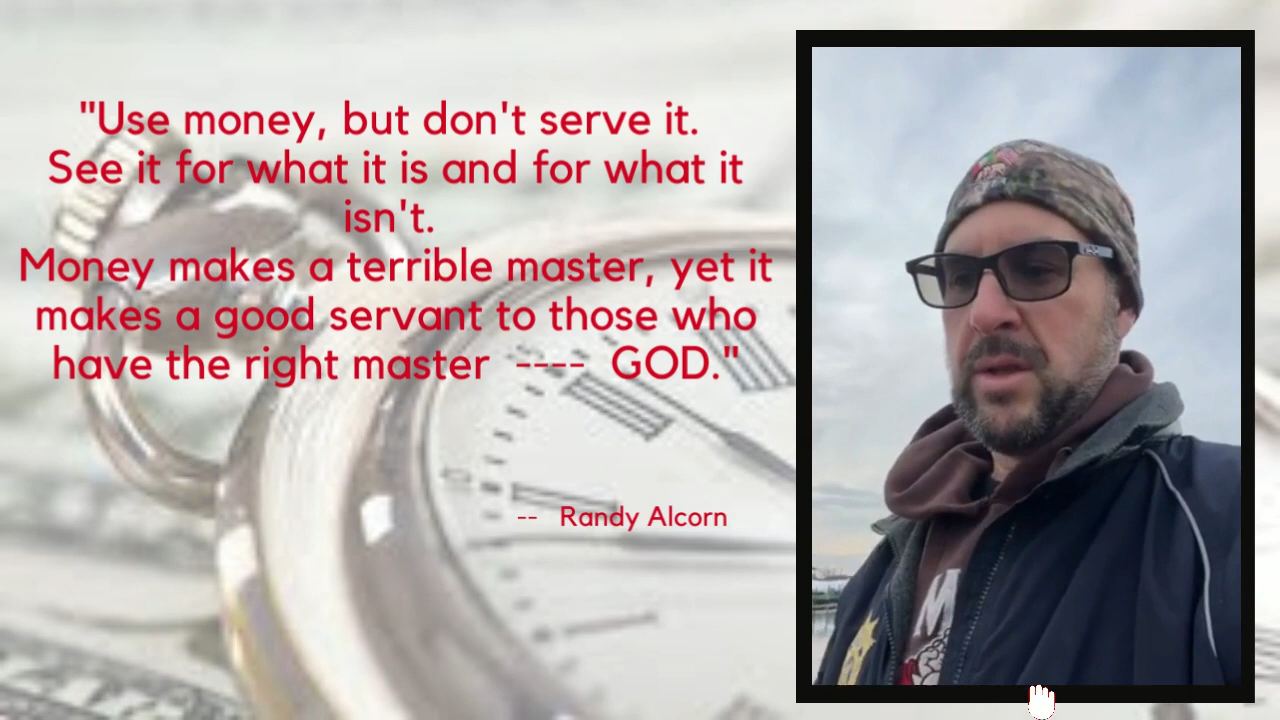 "Use money, but don't serve it.
See it for what it is and for what it
isn't.
Money makes a terrible master, yet it
makes a good servant to those who
have the right master ---- GOD."
-- Randy Alcorn